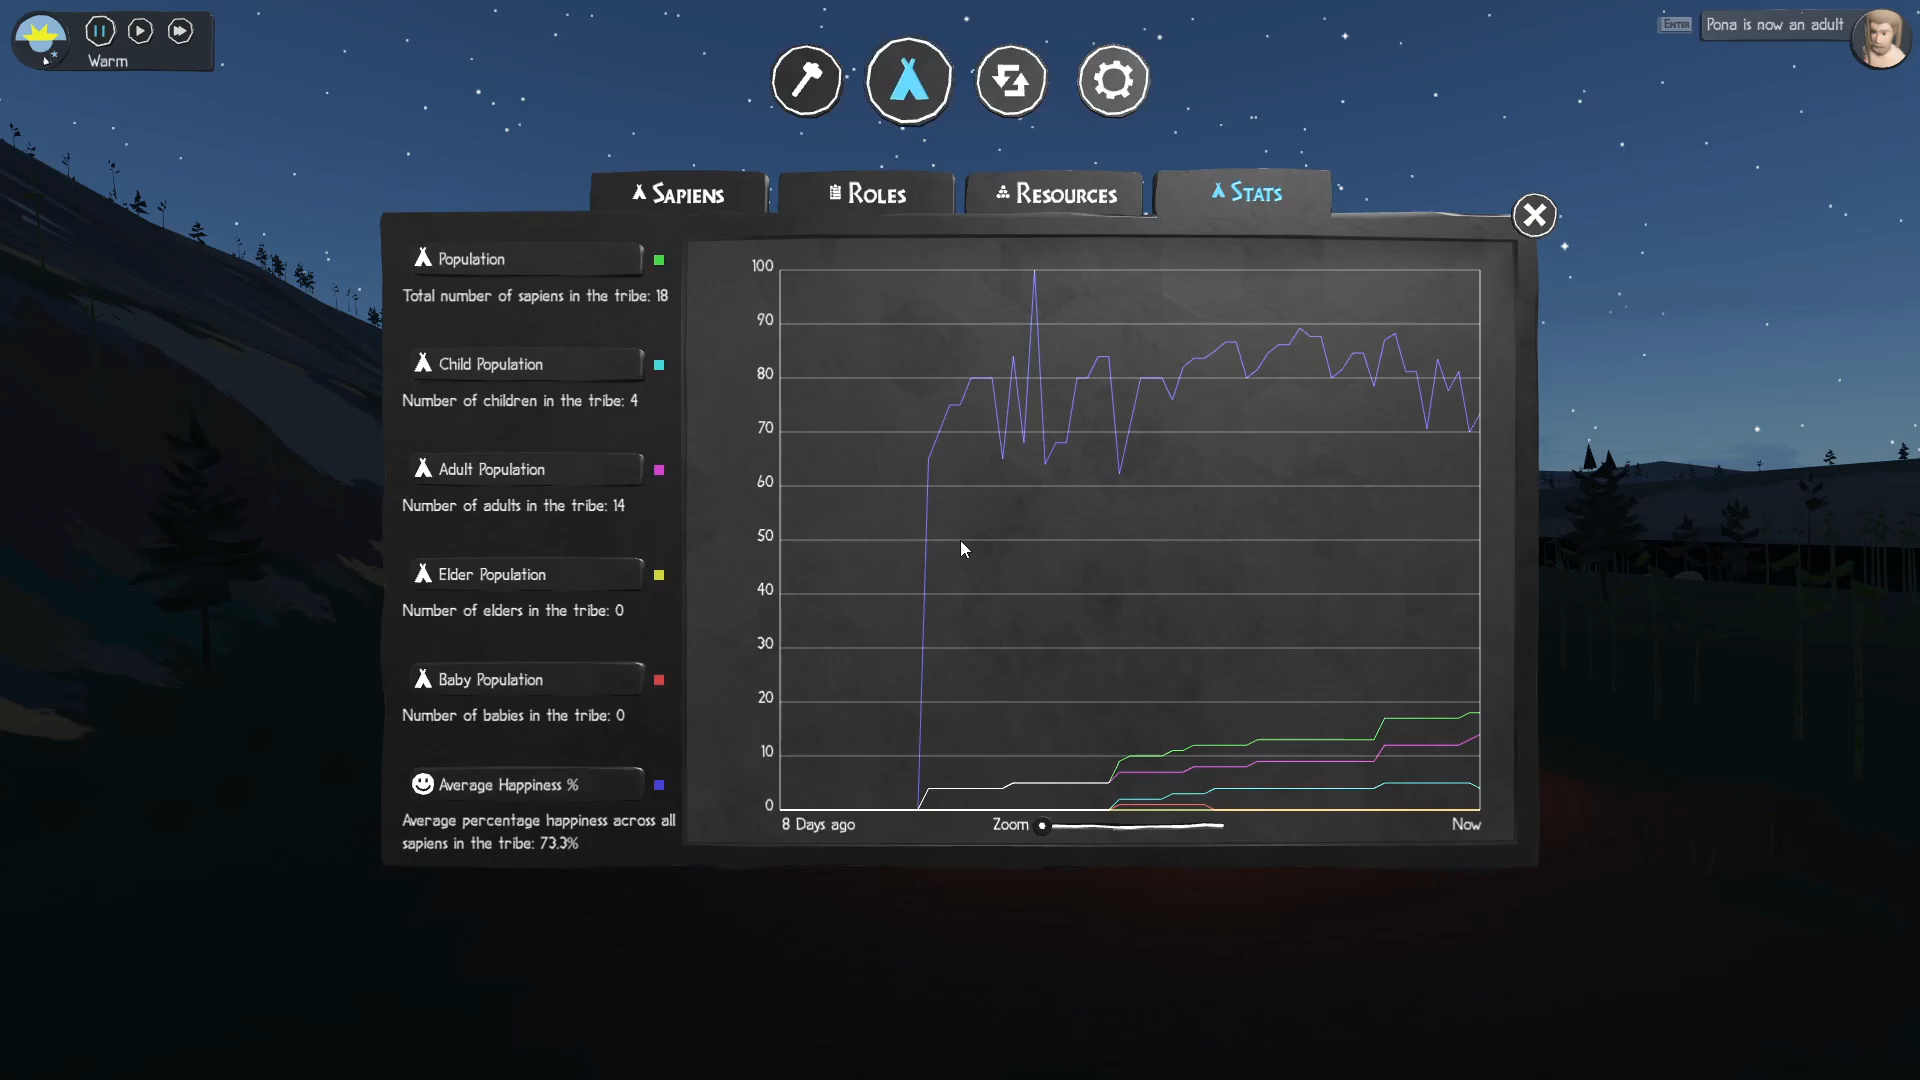 Warm
ENTER
Pona is now an adult
SAPIENS
ROLES
RESOURCES
STATS
Population
Total number of sapiens in the tribe: 18
Child Population
Number of children in the tribe: 4
Adult Population
Number of adults in the tribe: 14
Elder Population
Number of elders in the tribe: 0
Baby Population
Number of babies in the tribe: 0
Average Happiness %
Average percentage happiness across all
sapiens in the tribe: 73.3%
100
90
80
70
60
50
40
30
20
10
0
8 Days ago
Zoom
Now